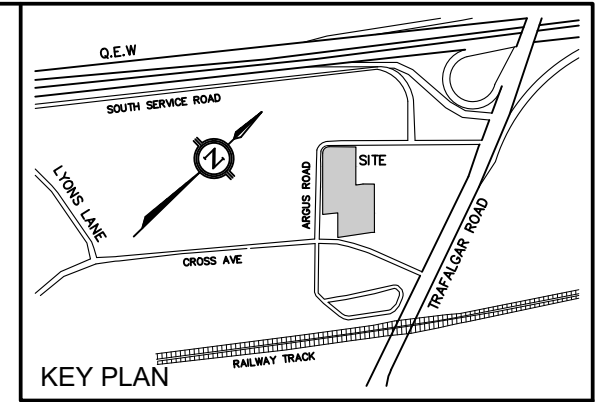 Q.E.W
SOUTH SERVICE ROAD
LYONS LANE
N
ARGUS ROAD
SITE
CROSS AVE
TRAFALGAR ROAD
RAILWAY TRACK
KEY PLAN